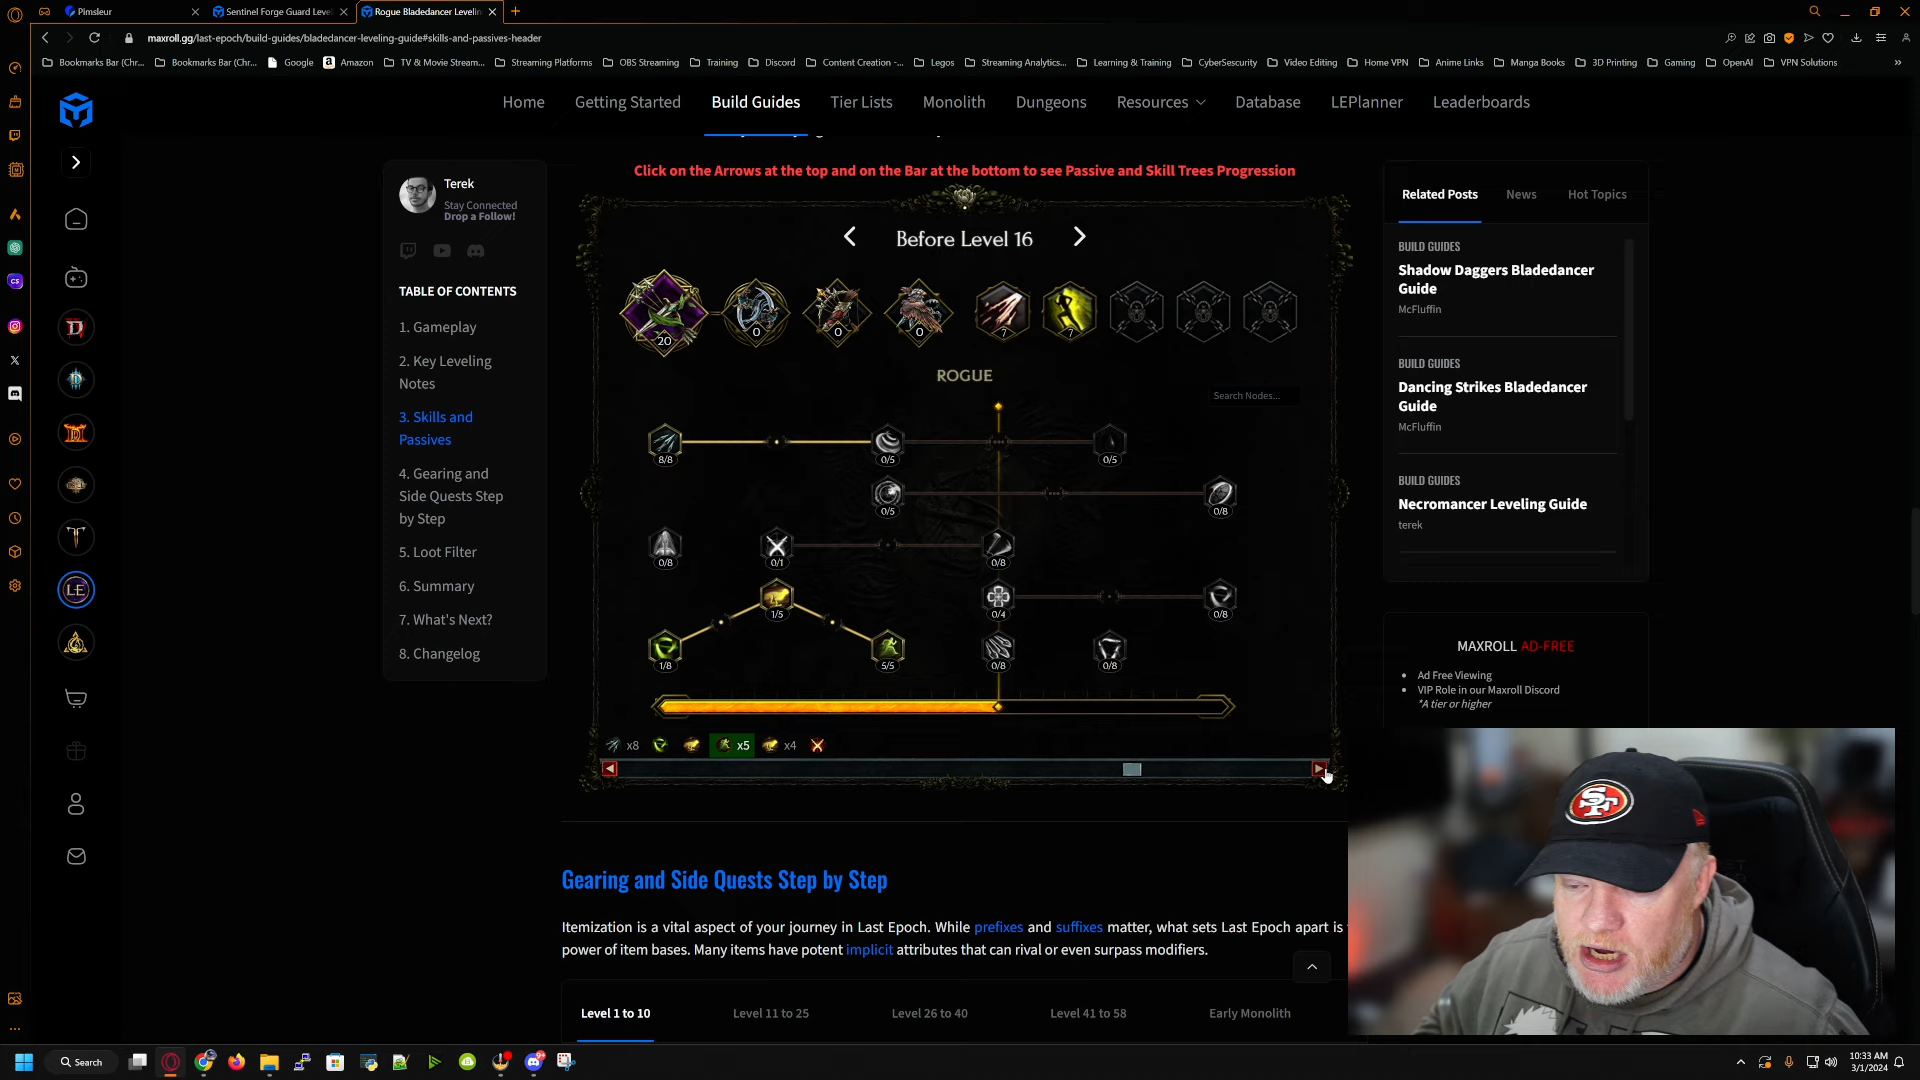 Pimsleur
Sentinel Forge Guard Leve
Rogue Bladedancer Levelin
maxroll.gg/last-epoch/build-guides/bladedancer-leveling-guide#skills-and-passives-header
Bookmarks Bar (Chr...
Bookmarks Bar (Chr...
Google
Amazon
TV & Movie Stream...
Streaming Platforms
OBS Streaming
Training
Discord
Content Creation -...
Legos
Streaming Analytics...
Learning & Training
CyberSescurity
Video Editing
Home VPN
Anime Links
Manga Books
3D Printing
Gaming
OpenAI
VPN Solutions
Home
Getting Started
Build Guides
Tier Lists
Monolith
Dungeons
Resources
Database
LEPlanner
Leaderboards
Terek
Stay Connected
Drop a Follow!
TABLE OF CONTENTS
1. Gameplay
2. Key Leveling
Notes
3. Skills and
Passives
4. Gearing and
Side Quests Step
by Step
5. Loot Filter
6. Summary
7. What's Next?
8. Changelog
Click on the Arrows at the top and on the Bar at the bottom to see Passive and Skill Trees Progression
Before Level 16
20
0
0
0
7
7
ROGUE
Search Nodes...
8/8
0/5
0/5
0/5
0/8
0/8
0/1
0/8
1/5
0/4
0/8
1/8
5/5
0/8
0/8
x8
x5
x4
Gearing and Side Quests Step by Step
Itemization is a vital aspect of your journey in Last Epoch. While prefixes and suffixes matter, what sets Last Epoch apart is
power of item bases. Many items have potent implicit attributes that can rival or even surpass modifiers.
Level 1 to 10
Level 11 to 25
Level 26 to 40
Level 41 to 58
Early Monolith
Related Posts
News
Hot Topics
BUILD GUIDES
Shadow Daggers Bladedancer
Guide
McFluffin
BUILD GUIDES
Dancing Strikes Bladedancer
Guide
McFluffin
BUILD GUIDES
Necromancer Leveling Guide
terek
MAXROLL AD-FREE
Ad Free Viewing
VIP Role in our Maxroll Discord
*A tier or higher
LE
SF
Search
10:33 AM
3/1/2024